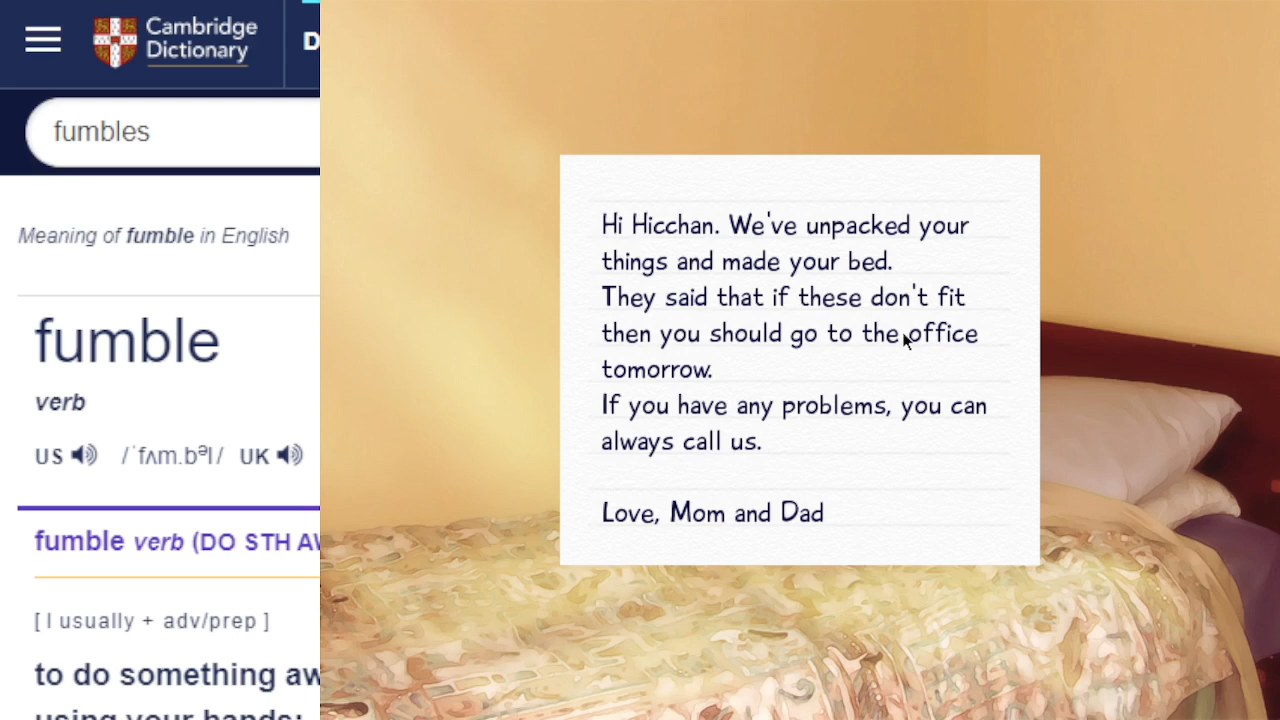 Cambridge
Dictionary
D
fumbles
Meaning of fumble in English
fumble
verb
US /ˈfʌm.bəl/ UK
fumble verb (DO STH AW
[ I usually + adv/prep ]
to do something aw
using your hands:
Hi Hicchan. We've unpacked your
things and made your bed.
They said that if these don't fit
then you should go to the office
tomorrow.
If you have any problems, you can
always call us.
Love, Mom and Dad